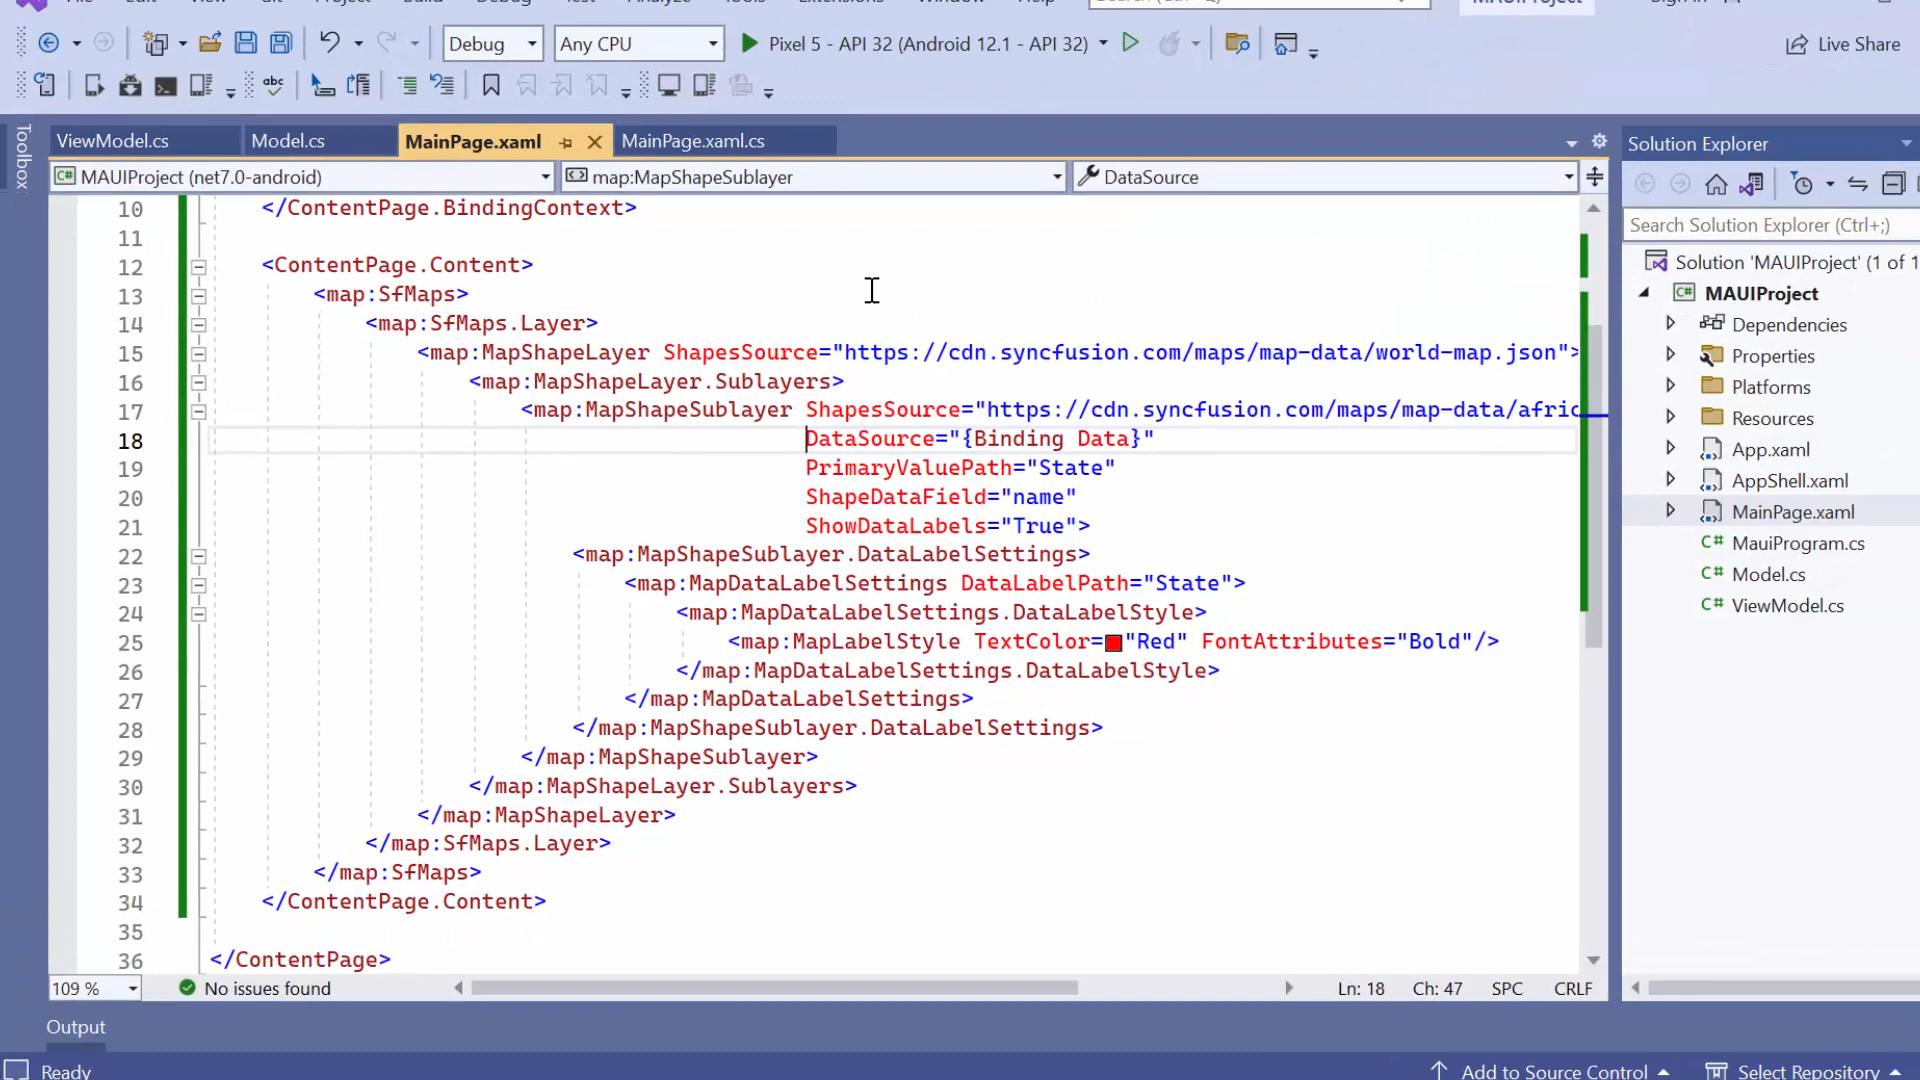 Debug
Any CPU
Pixel 5 - API 32 (Android 12.1 - API 32)
Live Share
Toolbox
ViewModel.cs
Model.cs
MainPage.xaml
MainPage.xaml.cs
MAUIProject (net7.0-android)
map:MapShapeSublayer
DataSource
10 </ContentPage.BindingContext>
11
12 <ContentPage.Content>
13 <map:SfMaps>
14 <map:SfMaps.Layer>
15 <map:MapShapeLayer ShapesSource="https://cdn.syncfusion.com/maps/map-data/world-map.json">
16 <map:MapShapeLayer.Sublayers>
17 <map:MapShapeSublayer ShapesSource="https://cdn.syncfusion.com/maps/map-data/afric
18 DataSource="{Binding Data}"
19 PrimaryValuePath="State"
20 ShapeDataField="name"
21 ShowDataLabels="True">
22 <map:MapShapeSublayer.DataLabelSettings>
23 <map:MapDataLabelSettings DataLabelPath="State">
24 <map:MapDataLabelSettings.DataLabelStyle>
25 <map:MapLabelStyle TextColor="Red" FontAttributes="Bold"/>
26 </map:MapDataLabelSettings.DataLabelStyle>
27 </map:MapDataLabelSettings>
28 </map:MapShapeSublayer.DataLabelSettings>
29 </map:MapShapeSublayer>
30 </map:MapShapeLayer.Sublayers>
31 </map:MapShapeLayer>
32 </map:SfMaps.Layer>
33 </map:SfMaps>
34 </ContentPage.Content>
35
36 </ContentPage>
109 %
No issues found
Ln: 18
Ch: 47
SPC
CRLF
Solution Explorer
Search Solution Explorer (Ctrl+;)
Solution 'MAUIProject' (1 of 1
MAUIProject
Dependencies
Properties
Platforms
Resources
App.xaml
AppShell.xaml
MainPage.xaml
C# MauiProgram.cs
C# Model.cs
C# ViewModel.cs
Output
Ready
Add to Source Control
Select Repository